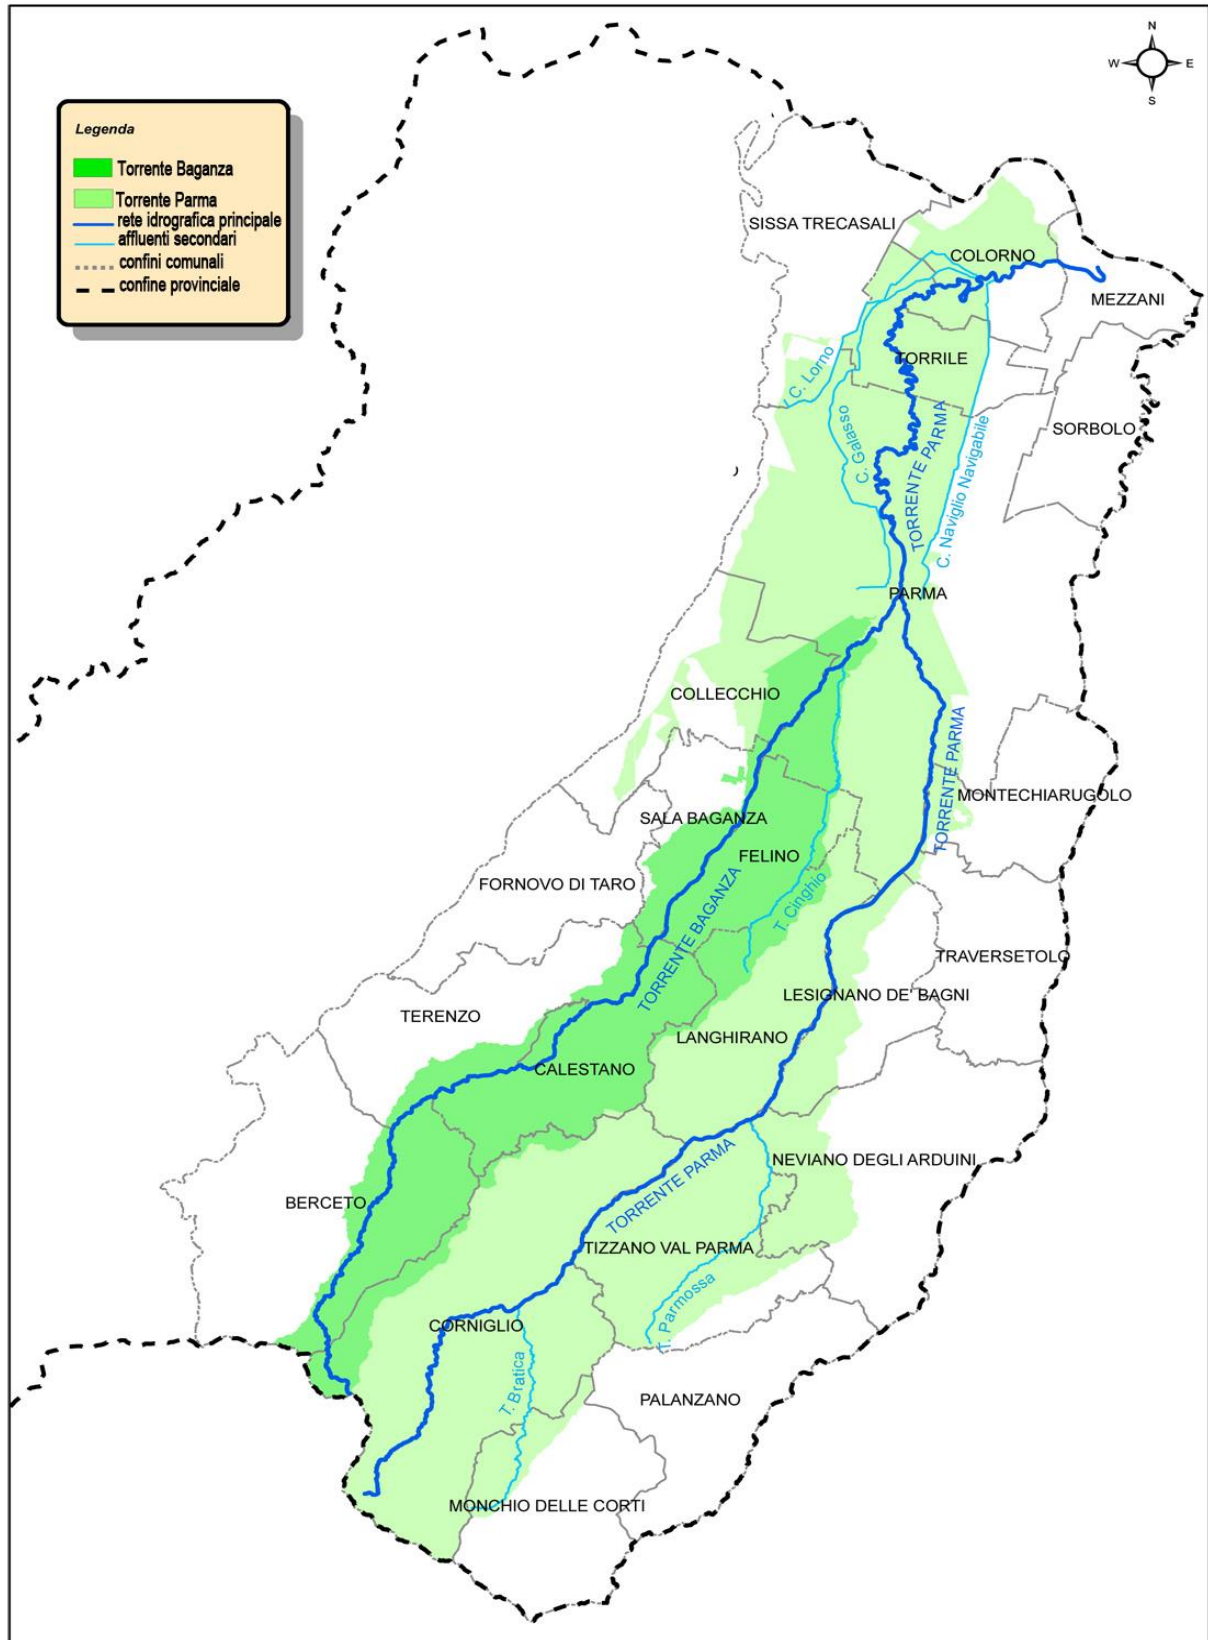 N
W
E
S
Legenda
Torrente Baganza
Torrente Parma
rete idrografica principale
affluenti secondari
confini comunali
confine provinciale
SISSA TRECASALI
COLORNO
MEZZANI
TORRILE
C. Lorno
C. Galasso
TORRENTE PARMA
C. Naviglio Navigabile
SORBOLO
PARMA
COLLECCHIO
TORRENTE PARMA
MONTECHIARUGOLO
SALA BAGANZA
FELINO
FORNOVO DI TARO
T. Cinghio
TORRENTE BAGANZA
TRAVERSETOLO
LESIGNANO DE' BAGNI
TERENZO
LANGHIRANO
CALESTANO
NEVIANO DEGLI ARDUINI
TORRENTE PARMA
BERCETO
TIZZANO VAL PARMA
T. Parmossa
CORNIGLIO
T. Bratica
PALANZANO
MONCHIO DELLE CORTI